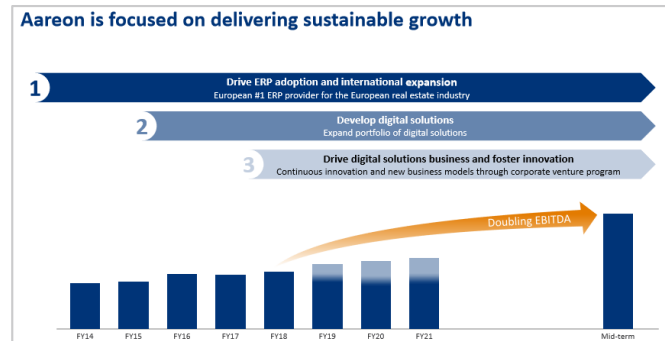 Aareon is focused on delivering sustainable growth
1
Drive ERP adoption and international expansion
European #1 ERP provider for the European real estate industry
2
Develop digital solutions
Expand portfolio of digital solutions
3
Drive digital solutions business and foster innovation
Continuous innovation and new business models through corporate venture program
Doubling EBITDA
FY14 FY15 FY16 FY17 FY18 FY19 FY20 FY21 Mid-term